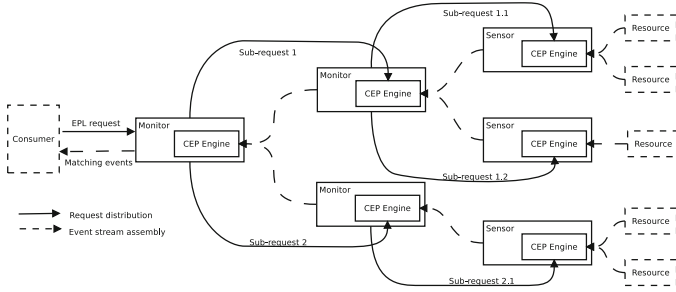 Sub-request 1.1
Resource
Sensor
CEP Engine
Sub-request 1
Resource
Monitor
CEP Engine
Consumer
EPL request
Monitor
CEP Engine
Matching events
Sensor
CEP Engine
Resource
Sub-request 1.2
Monitor
CEP Engine
Request distribution
Event stream assembly
Sub-request 2
Resource
Sensor
CEP Engine
Resource
Sub-request 2.1